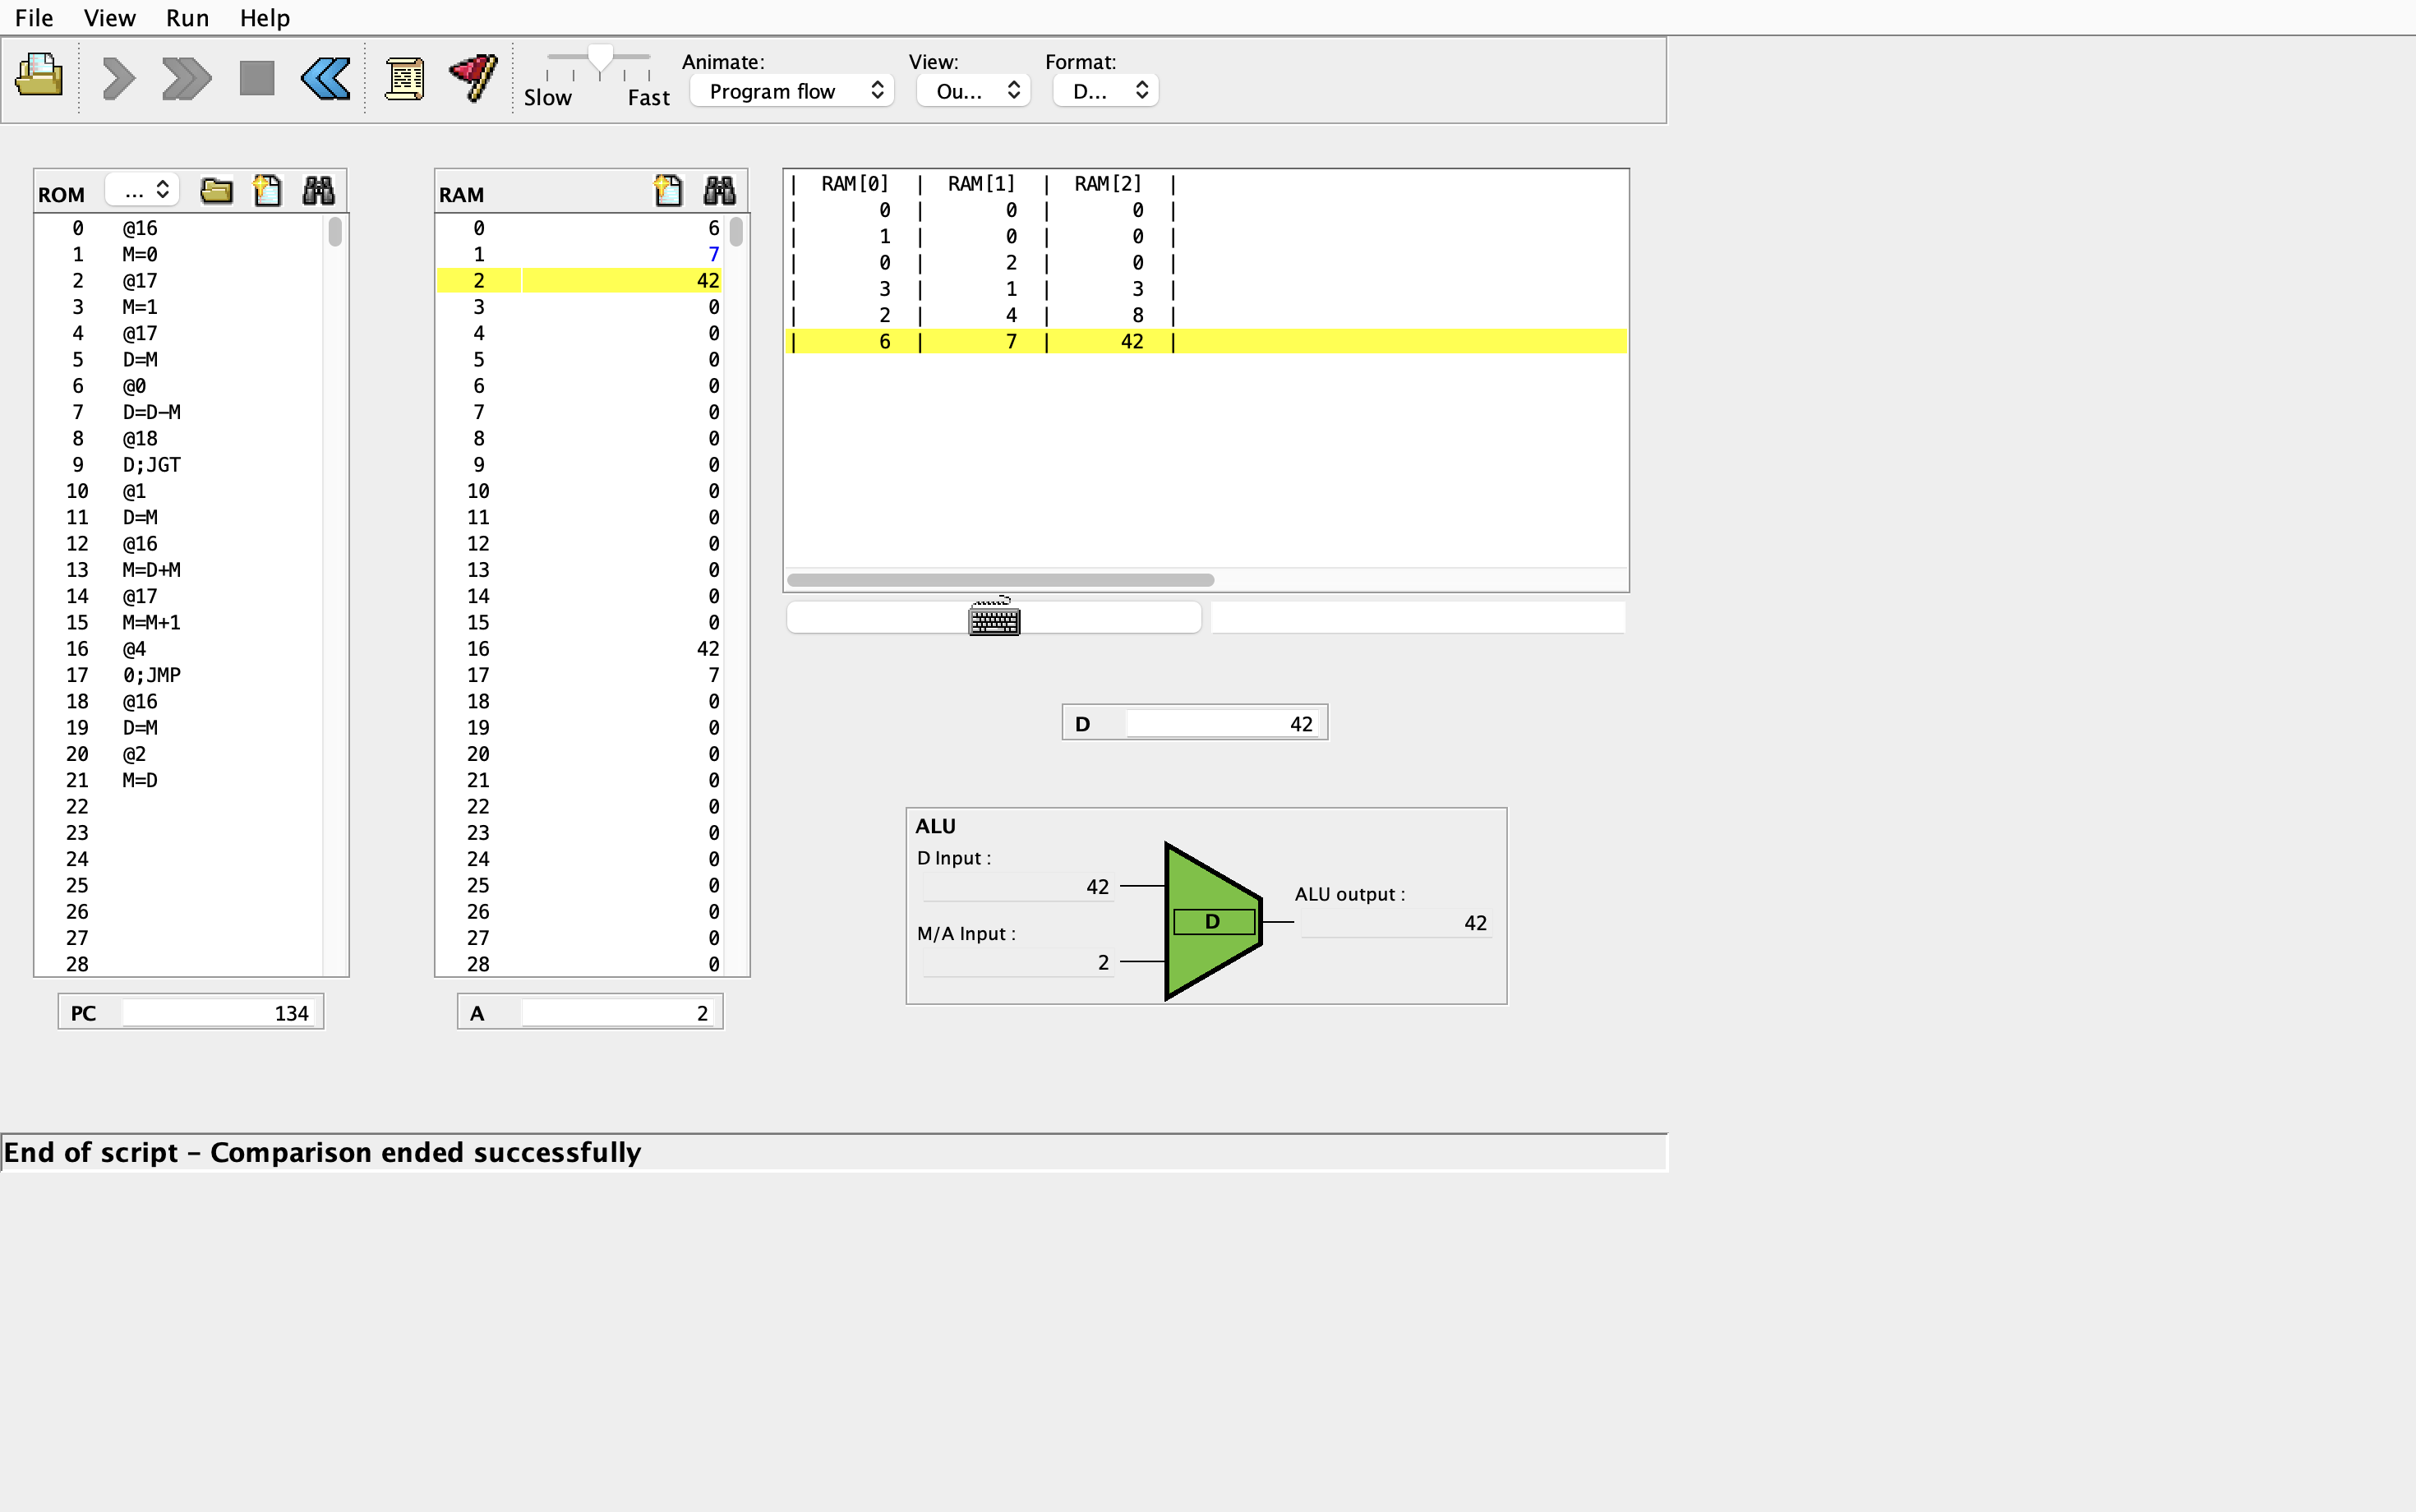 File View Run Help
Animate: View: Format:
Slow Fast Program flow Ou... D...
ROM ...
0 @16
1 M=0
2 @17
3 M=1
4 @17
5 D=M
6 @0
7 D=D-M
8 @18
9 D;JGT
10 @1
11 D=M
12 @16
13 M=D+M
14 @17
15 M=M+1
16 @4
17 0;JMP
18 @16
19 D=M
20 @2
21 M=D
22
23
24
25
26
27
28
PC 134
RAM
0 6
1 7
2 42
3 0
4 0
5 0
6 0
7 0
8 0
9 0
10 0
11 0
12 0
13 0
14 0
15 0
16 42
17 7
18 0
19 0
20 0
21 0
22 0
23 0
24 0
25 0
26 0
27 0
28 0
A 2
| RAM[0] | RAM[1] | RAM[2] |
| 0 | 0 | 0 |
| 1 | 0 | 0 |
| 0 | 2 | 0 |
| 3 | 1 | 3 |
| 2 | 4 | 8 |
| 6 | 7 | 42 |
D 42
ALU
D Input :
42
M/A Input :
2
D
ALU output :
42
End of script - Comparison ended successfully